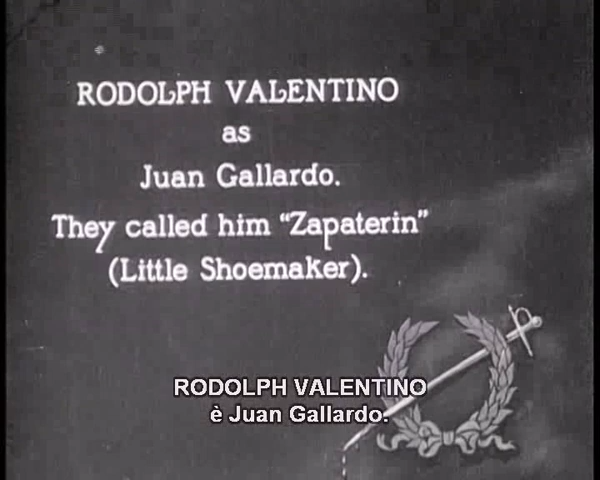 RODOLPH VALENTINO
as
Juan Gallardo.
They called him “Zapaterin”
(Little Shoemaker).
RODOLPH VALENTINO
è Juan Gallardo.